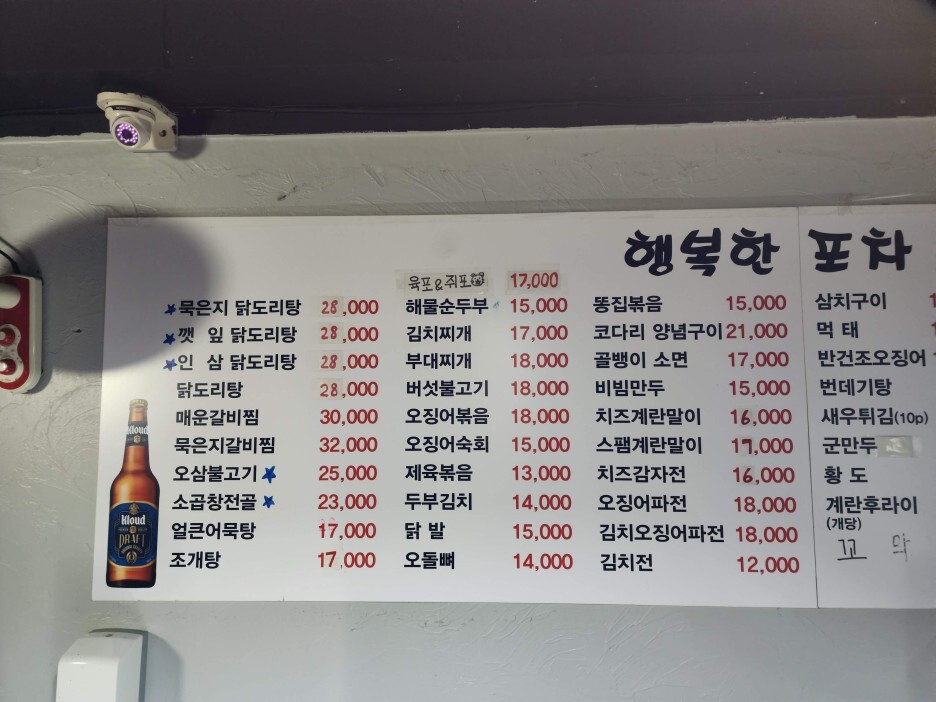 행복한 포차
★묵은지 닭도리탕 28,000
★깻 잎 닭도리탕 28,000
★인 삼 닭도리탕 28,000
닭도리탕 28,000
매운갈비찜 30,000
묵은지갈비찜 32,000
오삼불고기★ 25,000
소곱창전골★ 23,000
얼큰어묵탕 17,000
조개탕 17,000
육포&쥐포 17,000
해물순두부 15,000
김치찌개 17,000
부대찌개 18,000
버섯불고기 18,000
오징어볶음 18,000
오징어숙회 15,000
제육볶음 13,000
두부김치 14,000
닭 발 15,000
오돌뼈 14,000
똥집볶음 15,000
코다리 양념구이 21,000
골뱅이 소면 17,000
비빔만두 15,000
치즈계란말이 16,000
스팸계란말이 17,000
치즈감자전 16,000
오징어파전 18,000
김치오징어파전 18,000
김치전 12,000
삼치구이
먹 태
반건조오징어
번데기탕
새우튀김(10p)
군만두
황 도
계란후라이
(개당)
꼬 막
Kloud
DRAFT